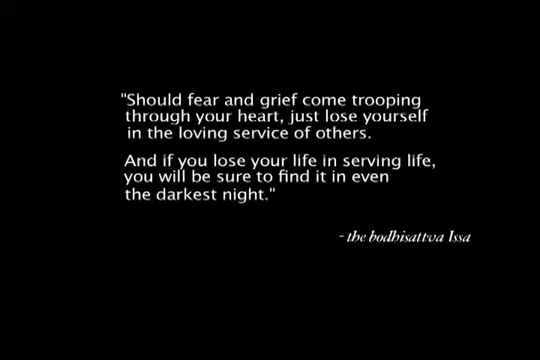 "Should fear and grief come trooping
through your heart, just lose yourself
in the loving service of others.
And if you lose your life in serving life,
you will be sure to find it in even
the darkest night."
- the bodhisattva Issa